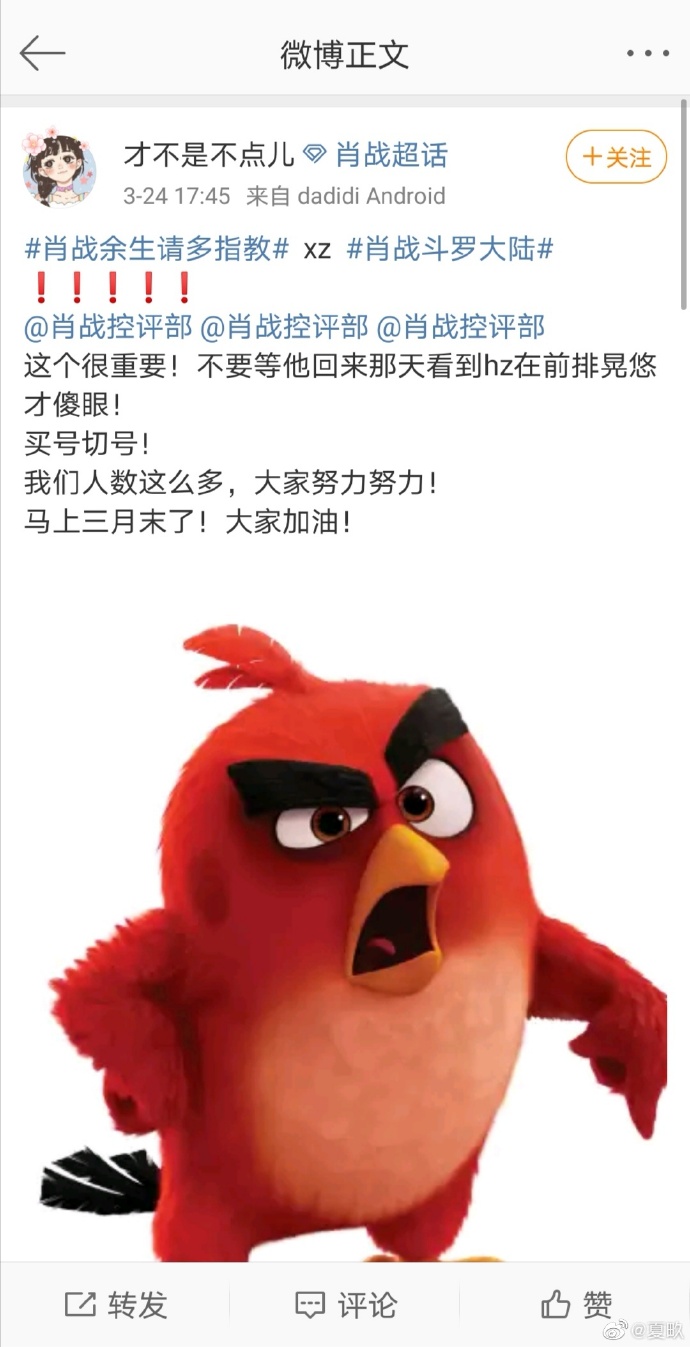 微博正文
才不是不点儿 肖战超话
+关注
3-24 17:45 来自 dadidi Android
#肖战余生请多指教# xz #肖战斗罗大陆#
❗❗❗❗❗
@肖战控评部 @肖战控评部 @肖战控评部
这个很重要！不要等他回来那天看到hz在前排晃悠
才傻眼！
买号切号！
我们人数这么多，大家努力努力！
马上三月末了！大家加油！
转发 评论 赞
@夏畞